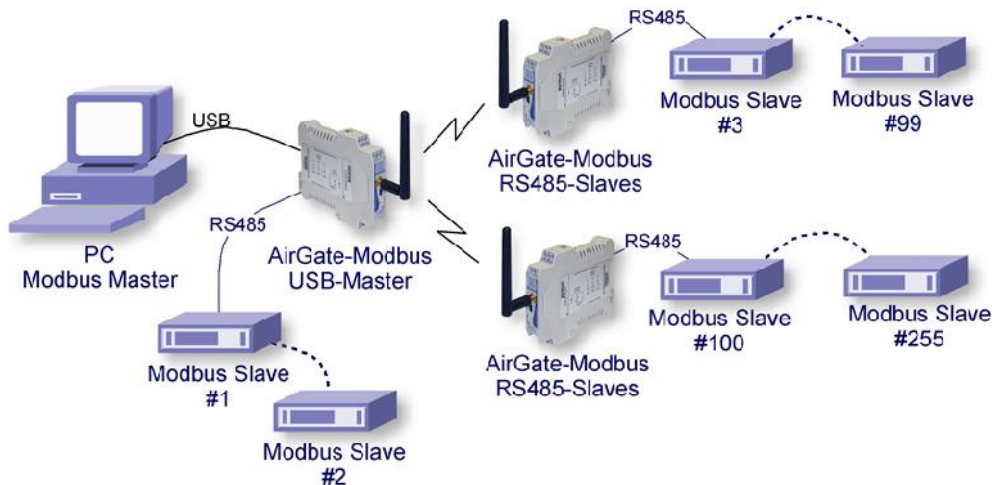 RS485
Modbus Slave
#3
Modbus Slave
#99
USB
AirGate-Modbus
RS485-Slaves
RS485
PC
Modbus Master
AirGate-Modbus
USB-Master
RS485
Modbus Slave
#100
Modbus Slave
#255
AirGate-Modbus
RS485-Slaves
Modbus Slave
#1
Modbus Slave
#2